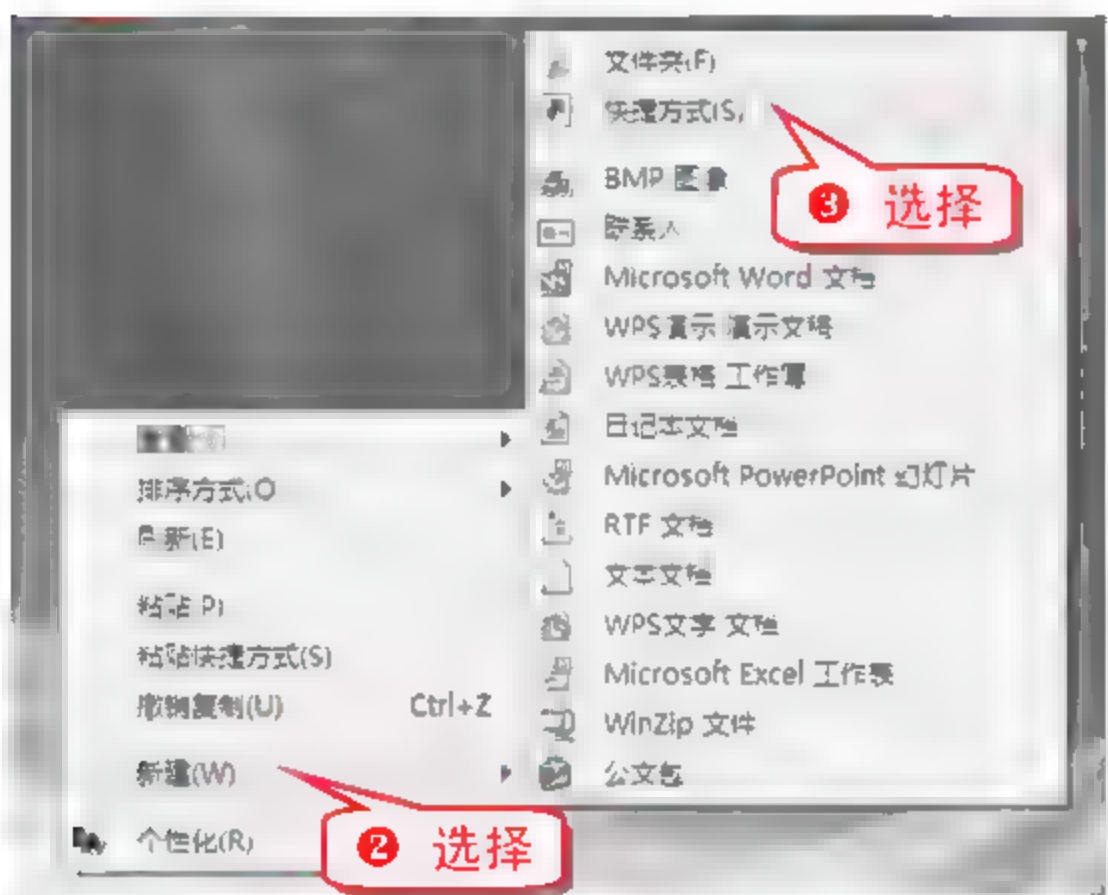 文件夹(F)
快捷方式(S)
❸ 选择
BMP 图像
联系人
Microsoft Word 文档
WPS演示 演示文稿
WPS表格 工作簿
日记本文档
Microsoft PowerPoint 幻灯片
RTF 文档
文本文档
WPS文字 文档
Microsoft Excel 工作表
WinZip 文件
公文包
排序方式(O
刷新(E)
粘贴(P)
粘贴快捷方式(S)
撤销复制(U) Ctrl+Z
新建(W)
❷ 选择
个性化(R)